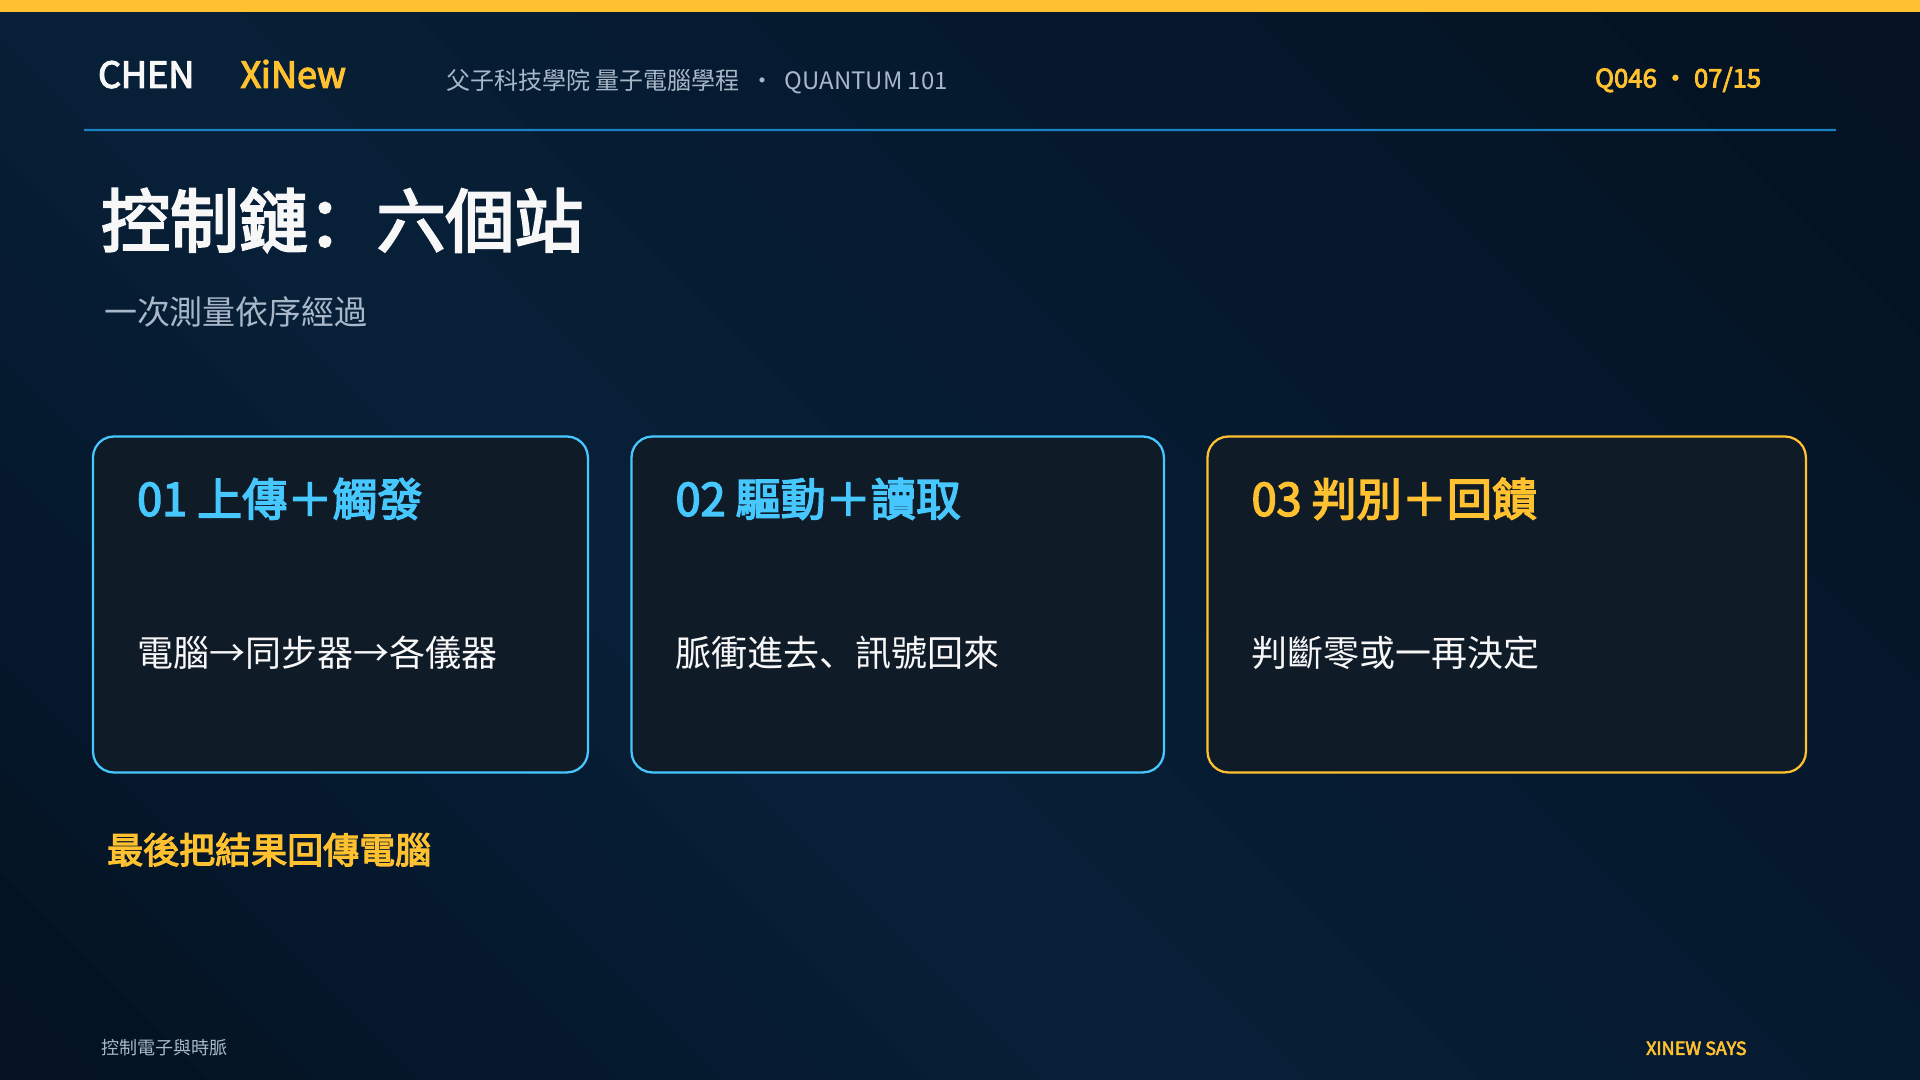 CHEN XiNew 父子科技學院 量子電腦學程 • QUANTUM 101 Q046 • 07/15
控制鏈：六個站
一次測量依序經過
01 上傳＋觸發
電腦→同步器→各儀器
02 驅動＋讀取
脈衝進去、訊號回來
03 判別＋回饋
判斷零或一再決定
最後把結果回傳電腦
控制電子與時脈
XINEW SAYS